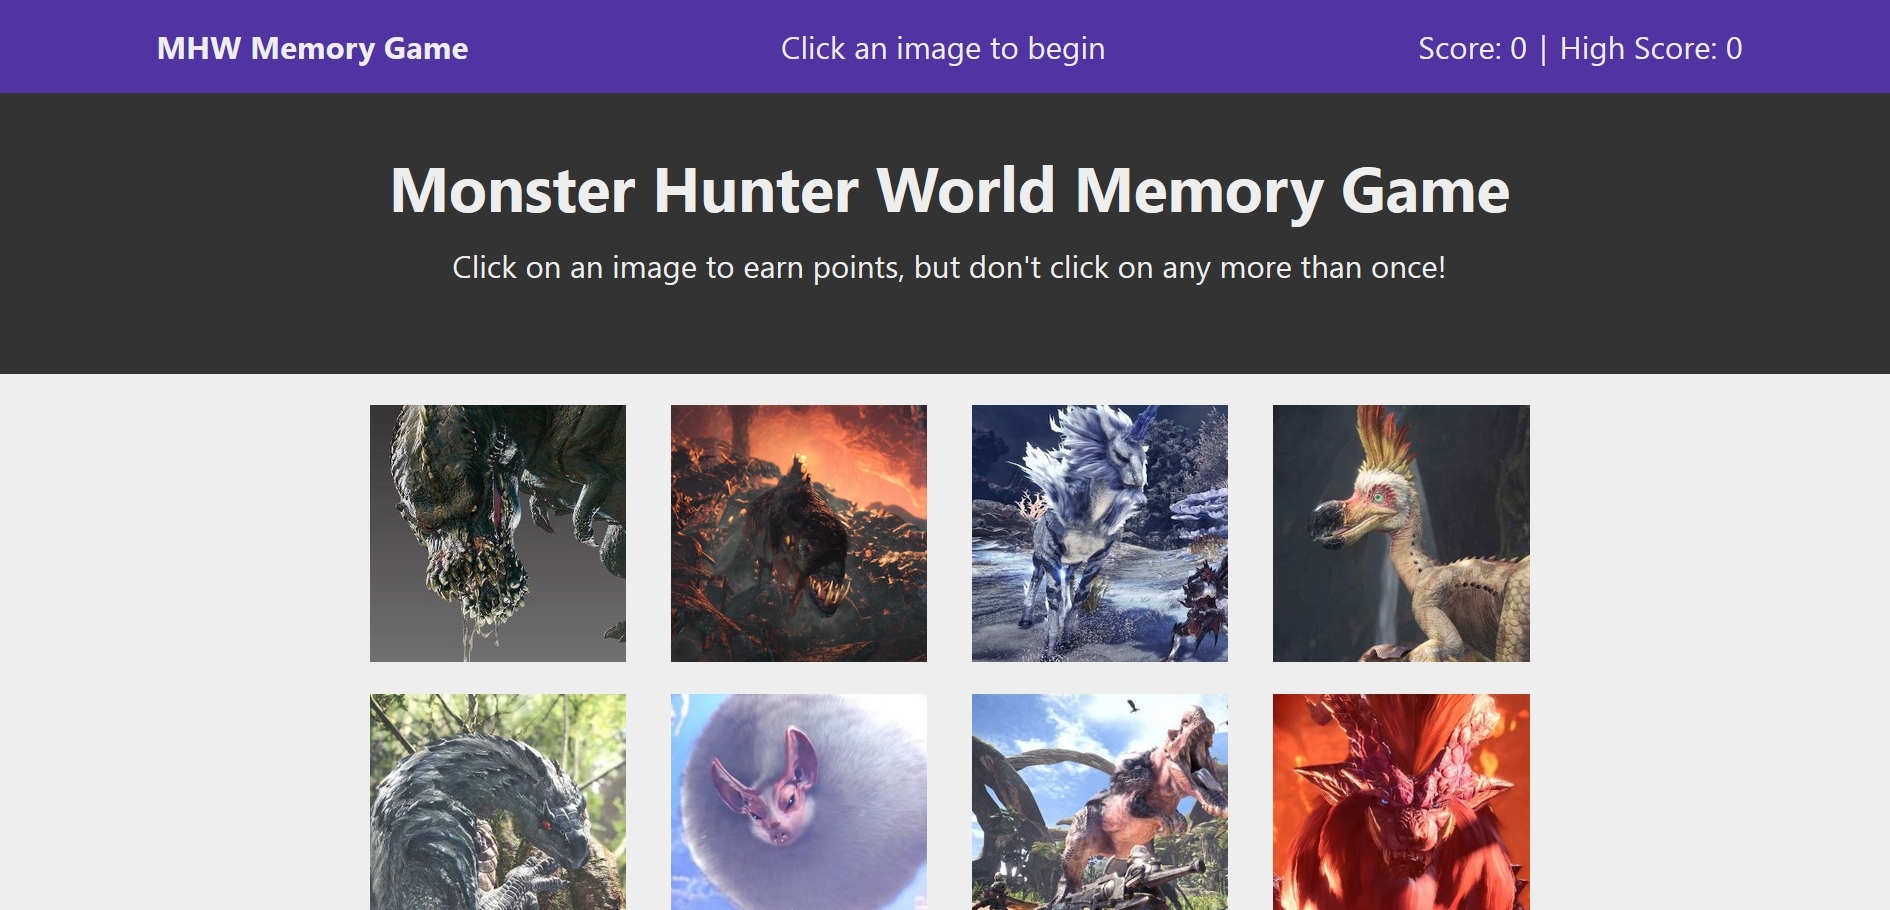 MHW Memory Game
Click an image to begin
Score: 0 | High Score: 0
Monster Hunter World Memory Game
Click on an image to earn points, but don't click on any more than once!